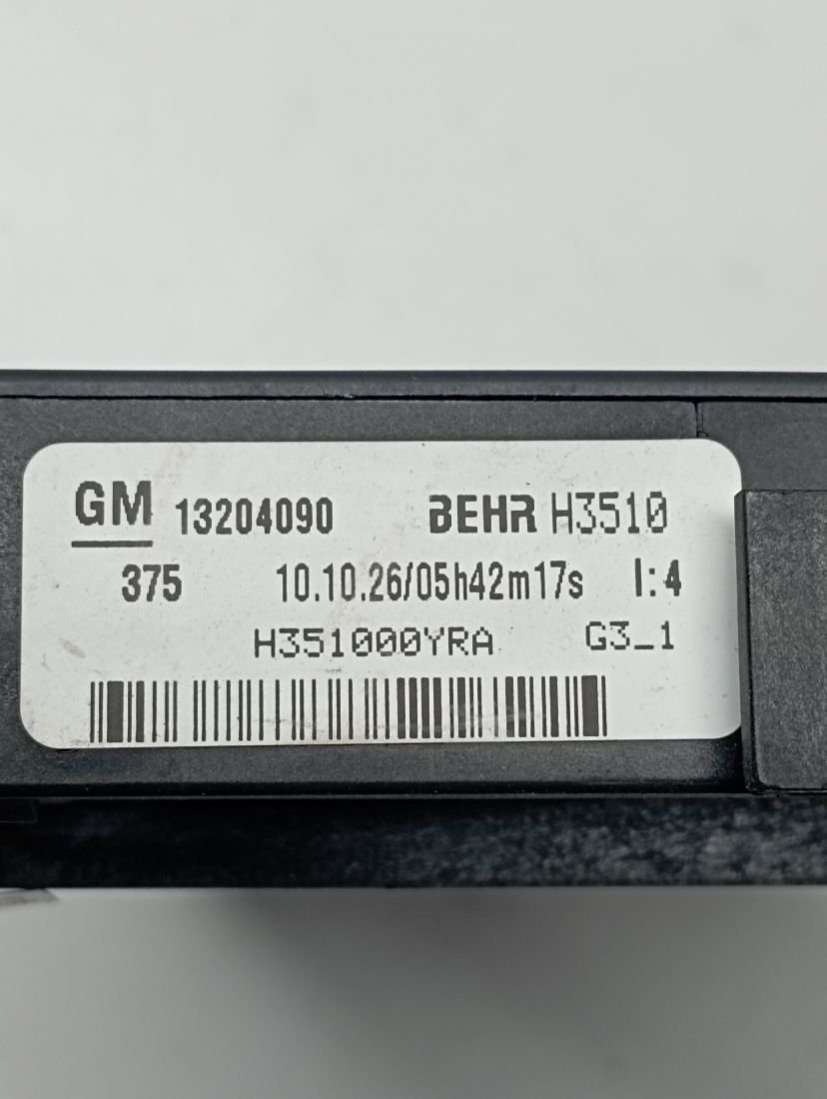 GM 13204090 BEHR H3510
375 10.10.26/05h42m17s I:4
H351000YRA G3_1